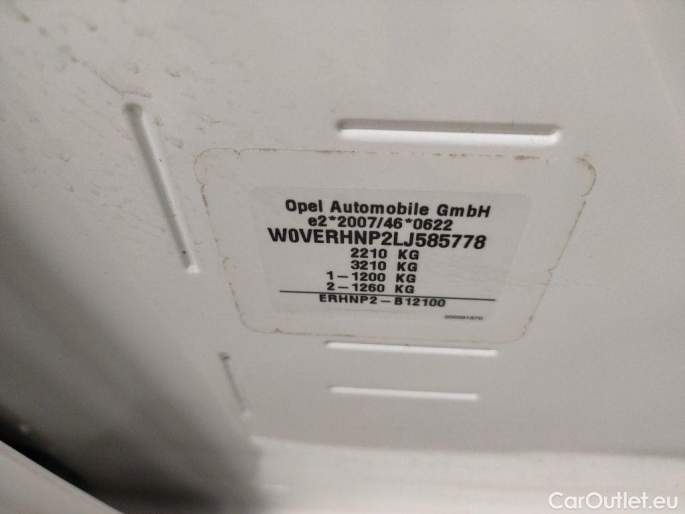 Opel Automobile GmbH
e2*2007/46*0622
W0VERHNP2LJ585778
2210 KG
3210 KG
1-1200 KG
2-1260 KG
ERHNP2-B12100
CarOutlet.eu